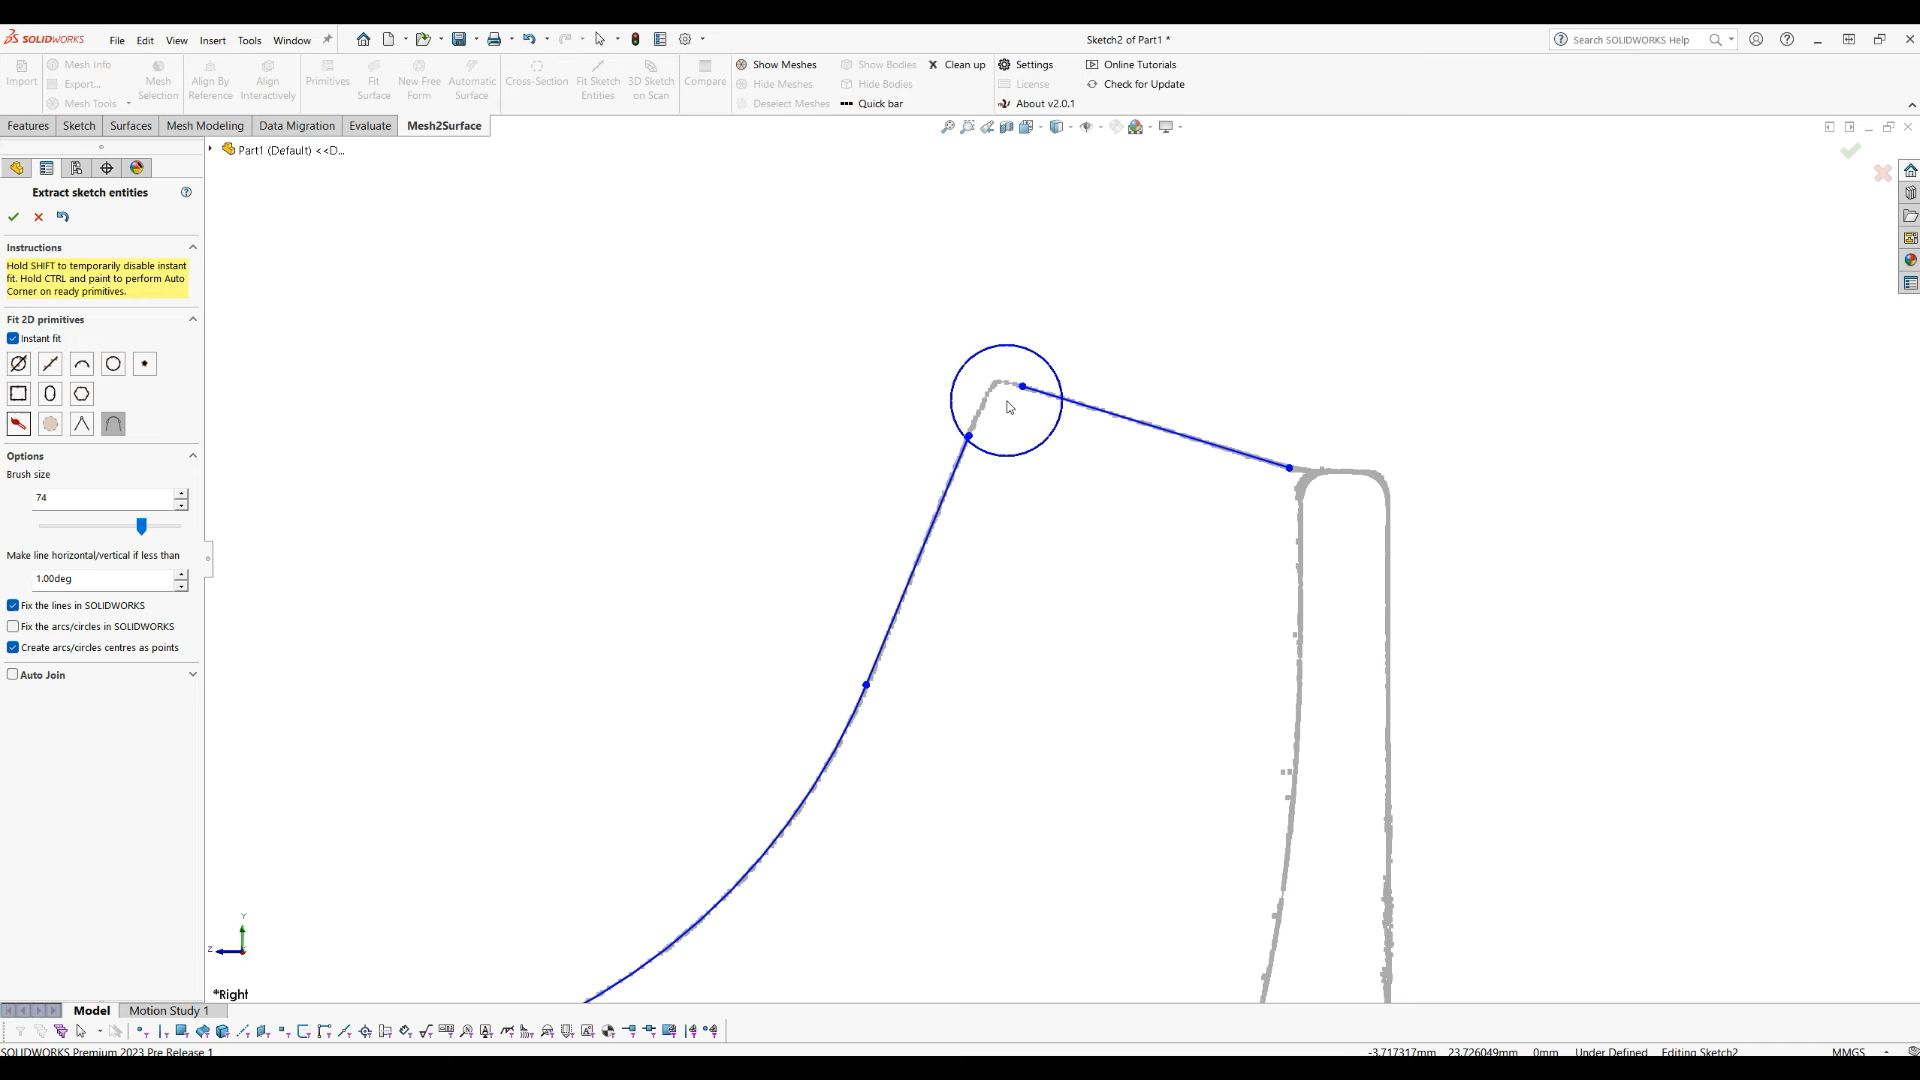 SOLIDWORKS File Edit View Insert Tools Window Sketch2 of Part1 * Search SOLIDWORKS Help
Import Mesh Info Export... Mesh Tools Mesh Selection Align By Reference Align Interactively Primitives Fit Surface New Free Form Automatic Surface Cross-Section Fit Sketch Entities 3D Sketch on Scan Compare Show Meshes Hide Meshes Deselect Meshes Show Bodies Hide Bodies Quick bar Clean up Settings License About v2.0.1 Online Tutorials Check for Update
Features Sketch Surfaces Mesh Modeling Data Migration Evaluate Mesh2Surface
Part1 (Default) <<D...
Extract sketch entities
Instructions
Hold SHIFT to temporarily disable instant
fit. Hold CTRL and paint to perform Auto
Corner on ready primitives.
Fit 2D primitives
Instant fit
Options
Brush size
74
Make line horizontal/vertical if less than
1.00deg
Fix the lines in SOLIDWORKS
Fix the arcs/circles in SOLIDWORKS
Create arcs/circles centres as points
Auto Join
Y
Z
*Right
Model Motion Study 1
SOLIDWORKS Premium 2023 Pre Release 1 -3.717317mm 23.726049mm 0mm Under Defined Editing Sketch2 MMGS